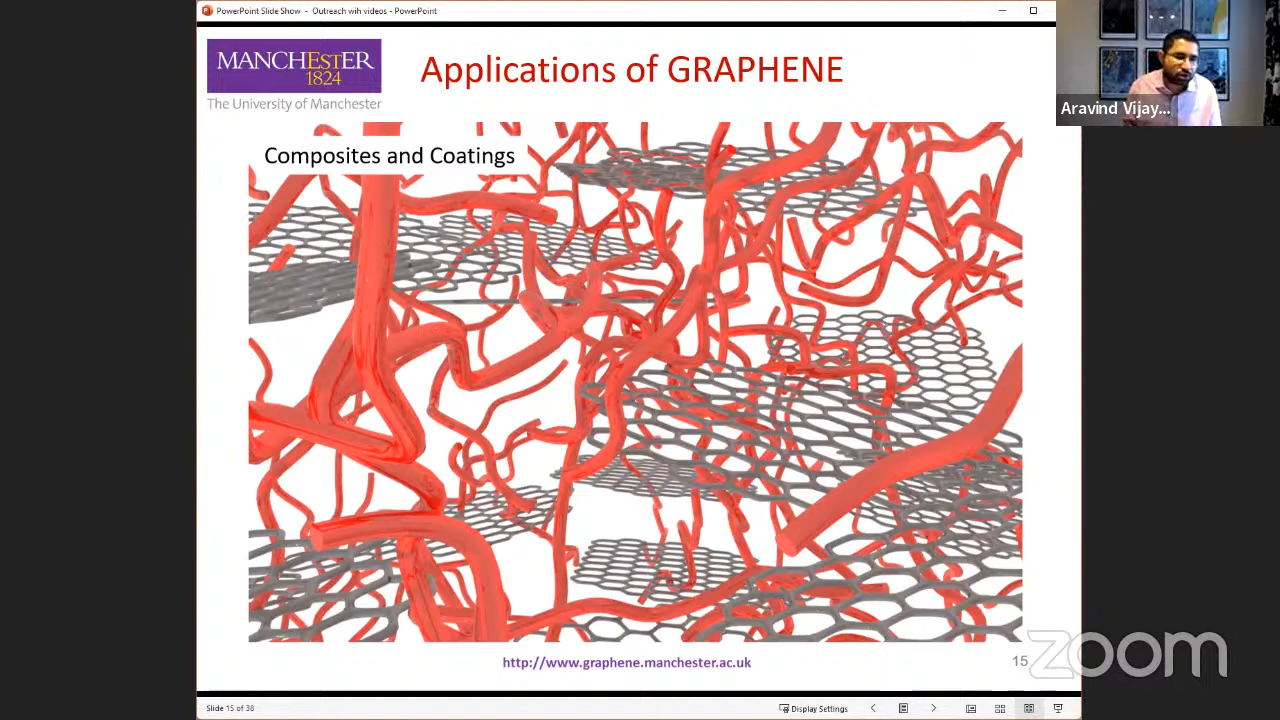 PowerPoint Slide Show - Outreach wih videos - PowerPoint
MANCHESTER
1824
The University of Manchester
Applications of GRAPHENE
Aravind Vijay...
Composites and Coatings
http://www.graphene.manchester.ac.uk
15
zoom
Slide 15 of 38
Display Settings